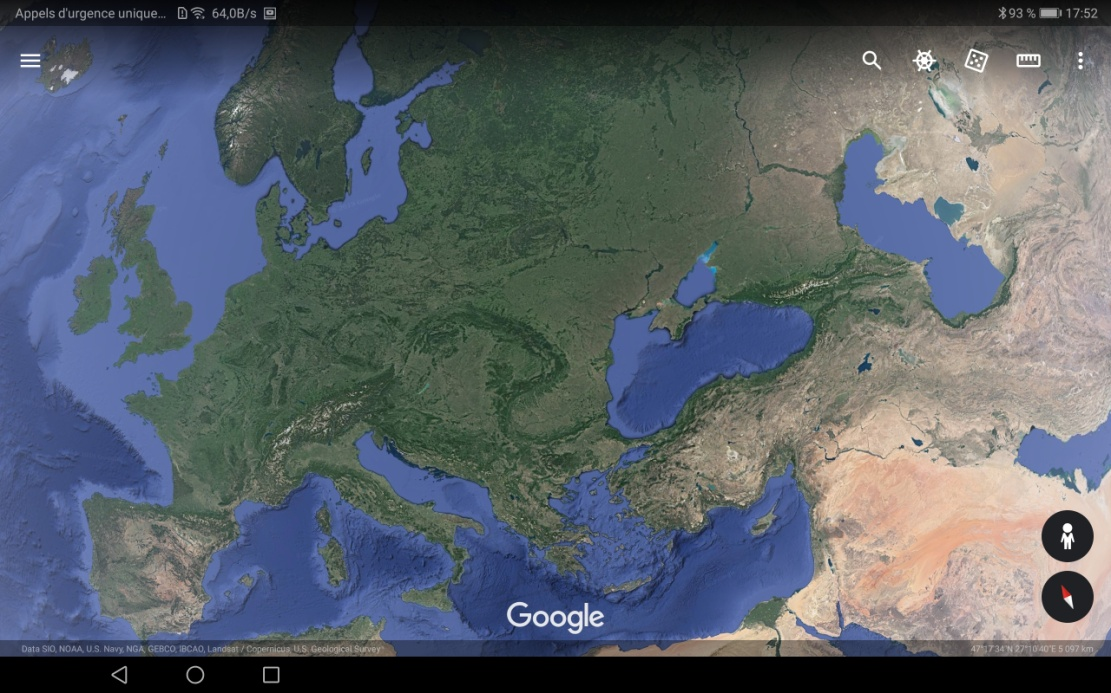 Appels d'urgence unique... 64,0B/s 93 % 17:52
Google
Data SIO, NOAA, U.S. Navy, NGA, GEBCO, IBCAO, Landsat / Copernicus, U.S. Geological Survey
47°17'34"N 27°10'40"E 5 097 km